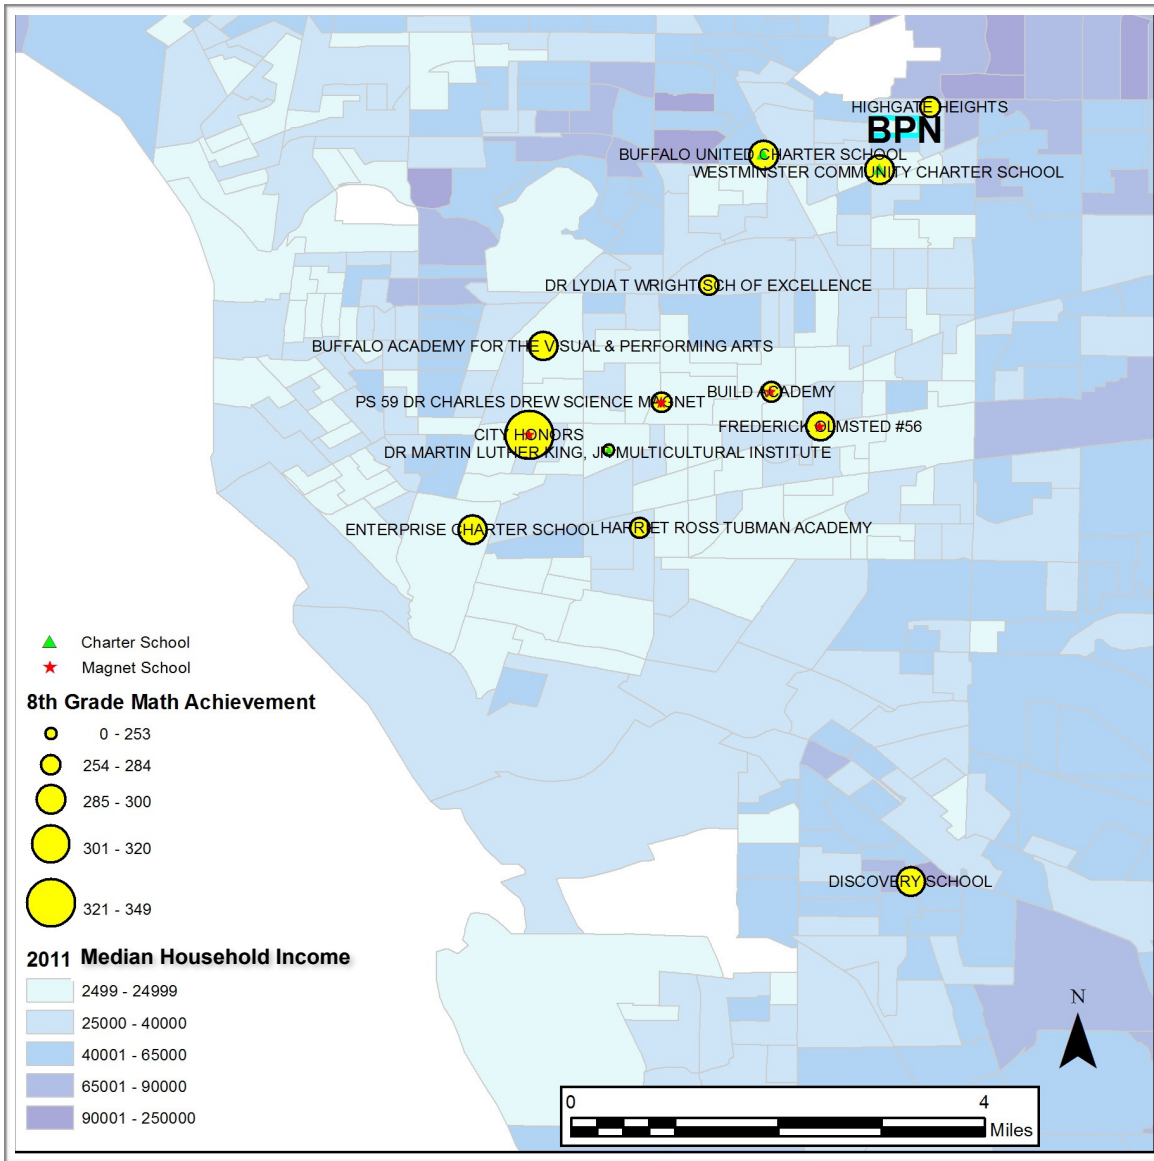 HIGHGATE HEIGHTS
BPN
BUFFALO UNITED CHARTER SCHOOL
WESTMINSTER COMMUNITY CHARTER SCHOOL
DR LYDIA T WRIGHT SCH OF EXCELLENCE
BUFFALO ACADEMY FOR THE VISUAL & PERFORMING ARTS
BUILD ACADEMY
PS 59 DR CHARLES DREW SCIENCE MAGNET
FREDERICK OLMSTED #56
CITY HONORS
DR MARTIN LUTHER KING, JR MULTICULTURAL INSTITUTE
ENTERPRISE CHARTER SCHOOL
HARRIET ROSS TUBMAN ACADEMY
Charter School
Magnet School
8th Grade Math Achievement
0 - 253
254 - 284
285 - 300
301 - 320
321 - 349
DISCOVERY SCHOOL
2011 Median Household Income
2499 - 24999
25000 - 40000
40001 - 65000
65001 - 90000
90001 - 250000
N
0 4
Miles